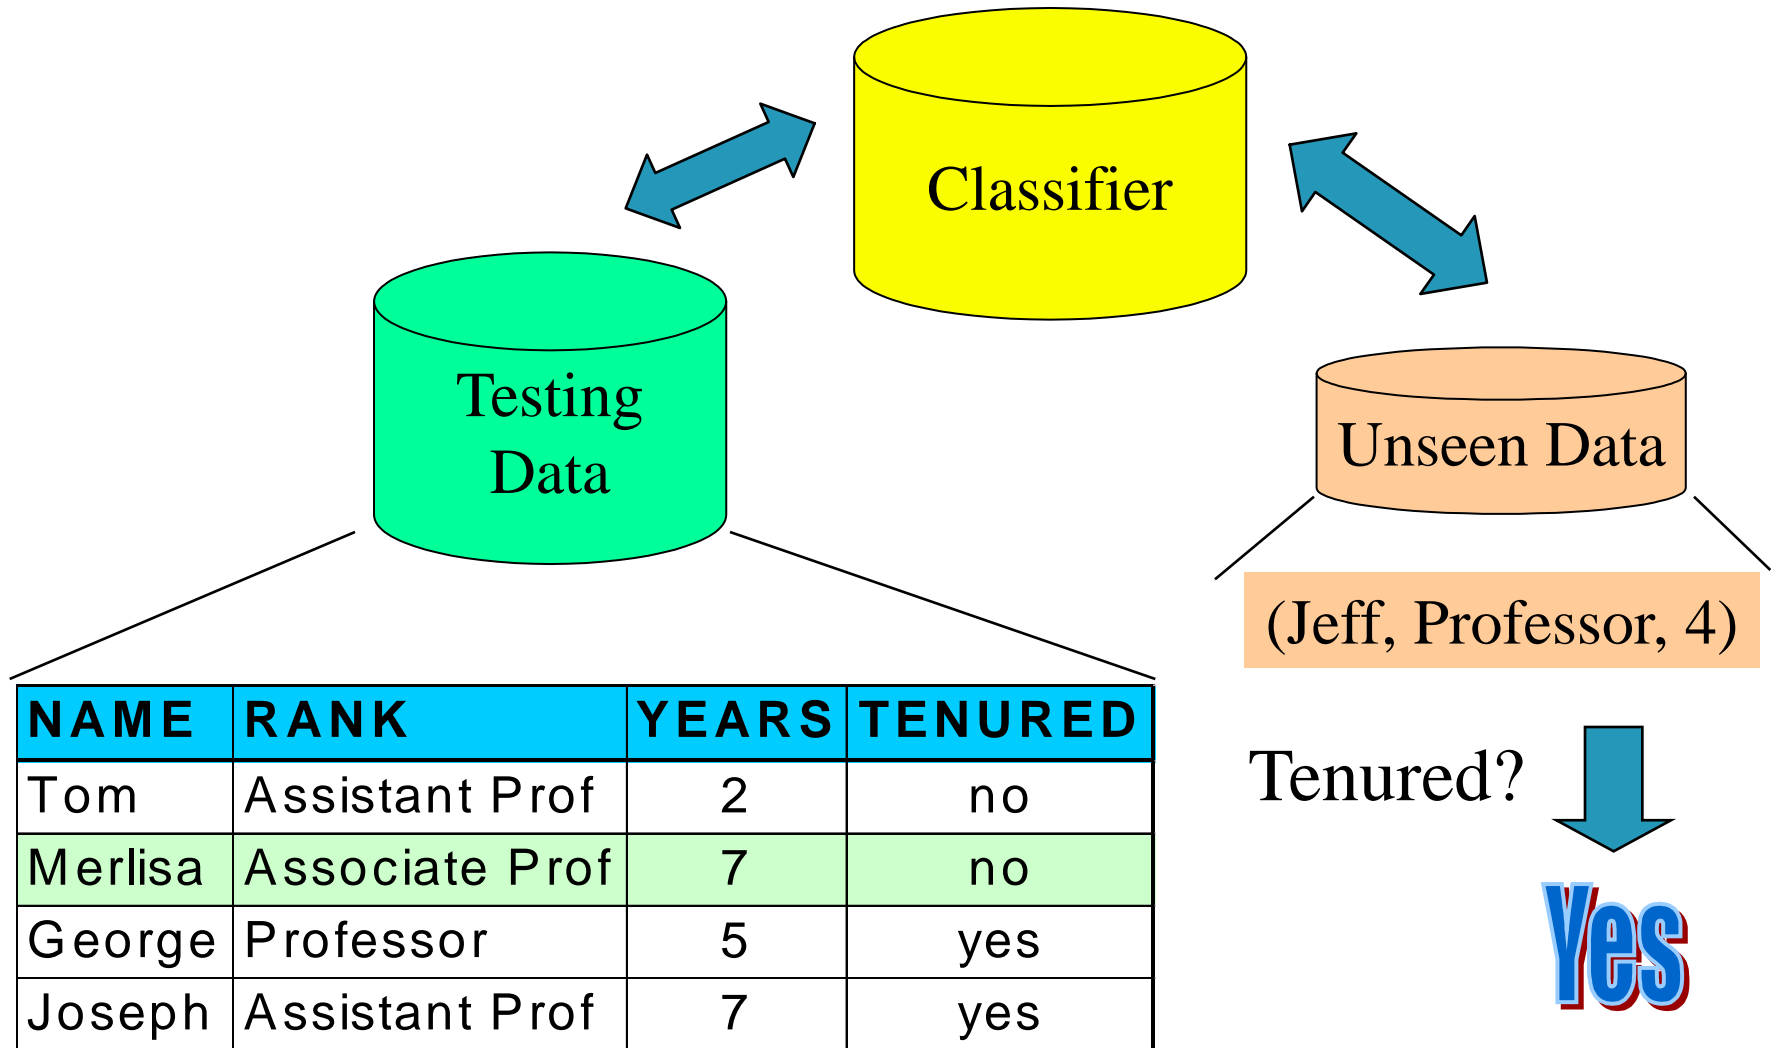 Classifier
Testing
Data
Unseen Data
(Jeff, Professor, 4)
NAME RANK YEARS TENURED
Tom Assistant Prof 2 no
Merlisa Associate Prof 7 no
George Professor 5 yes
Joseph Assistant Prof 7 yes
Tenured?
Yes